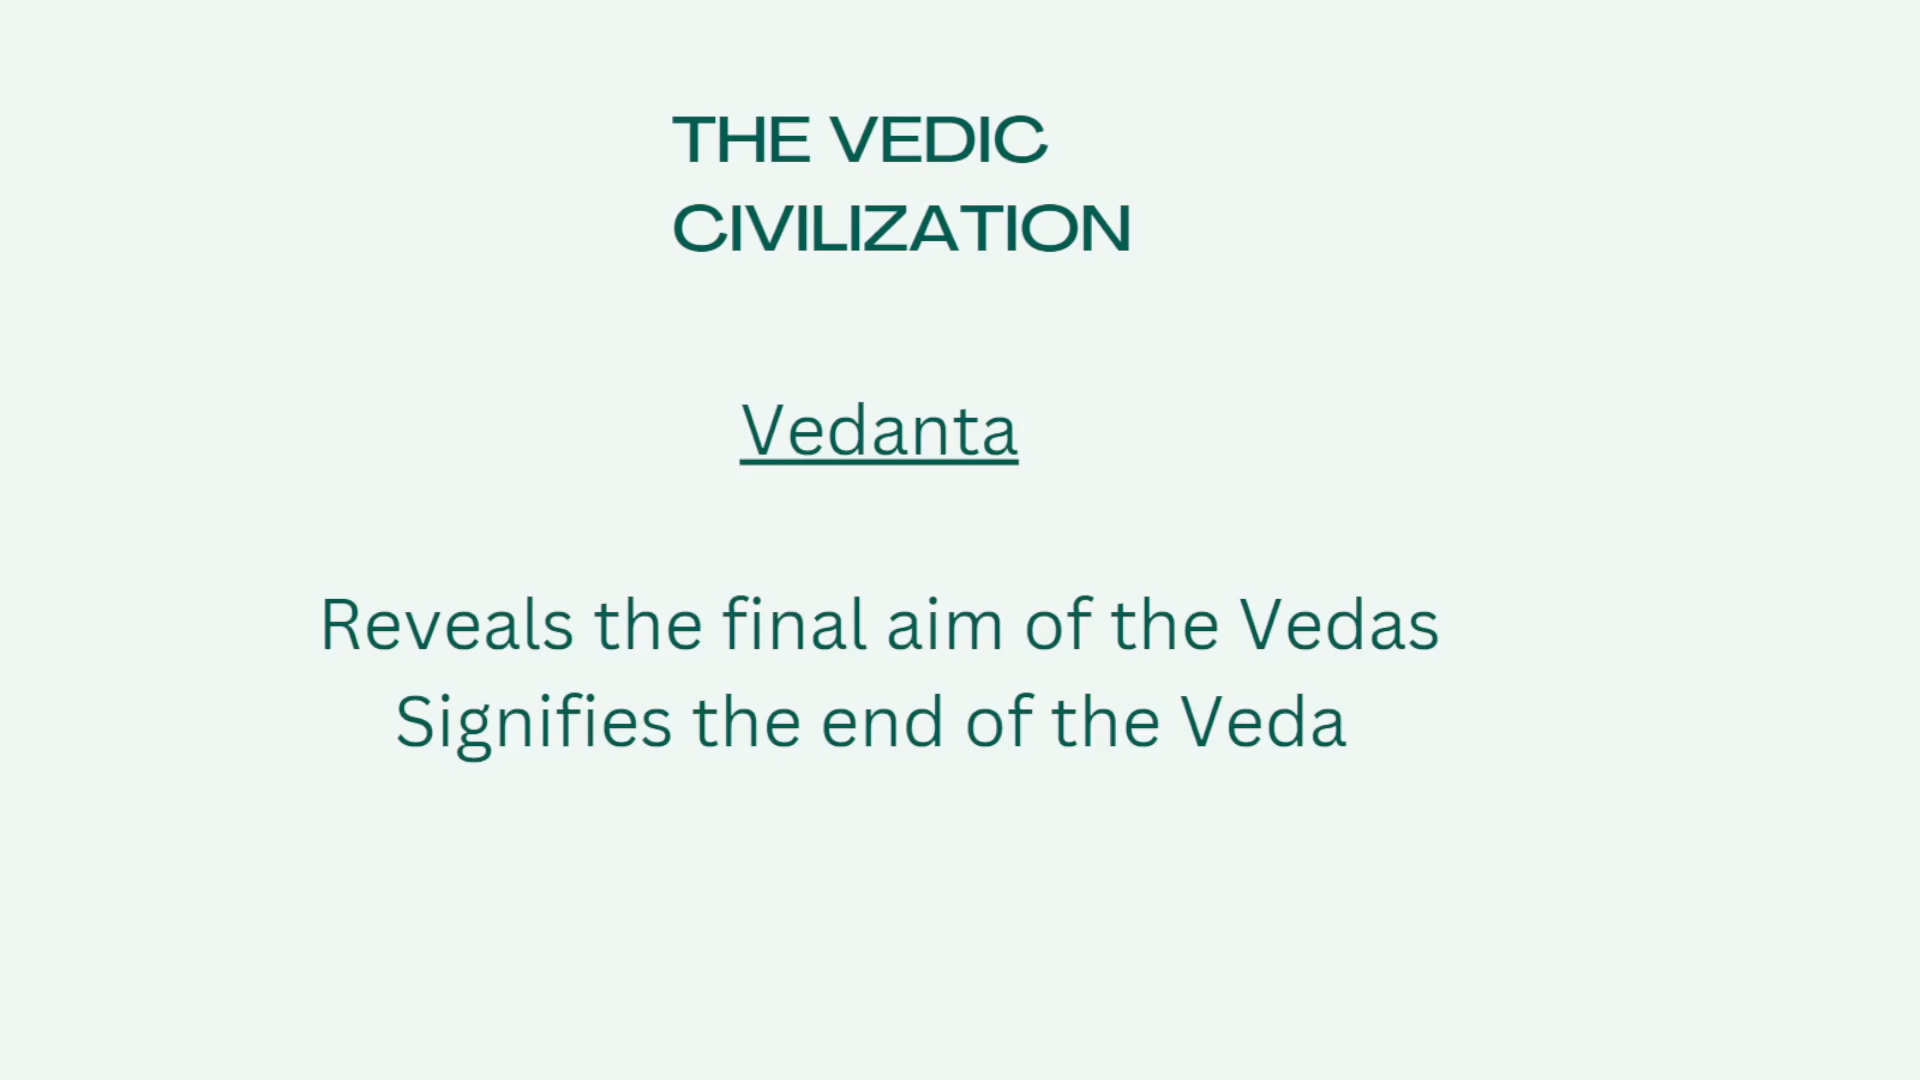 THE VEDIC
CIVILIZATION
Vedanta
Reveals the final aim of the Vedas
Signifies the end of the Veda